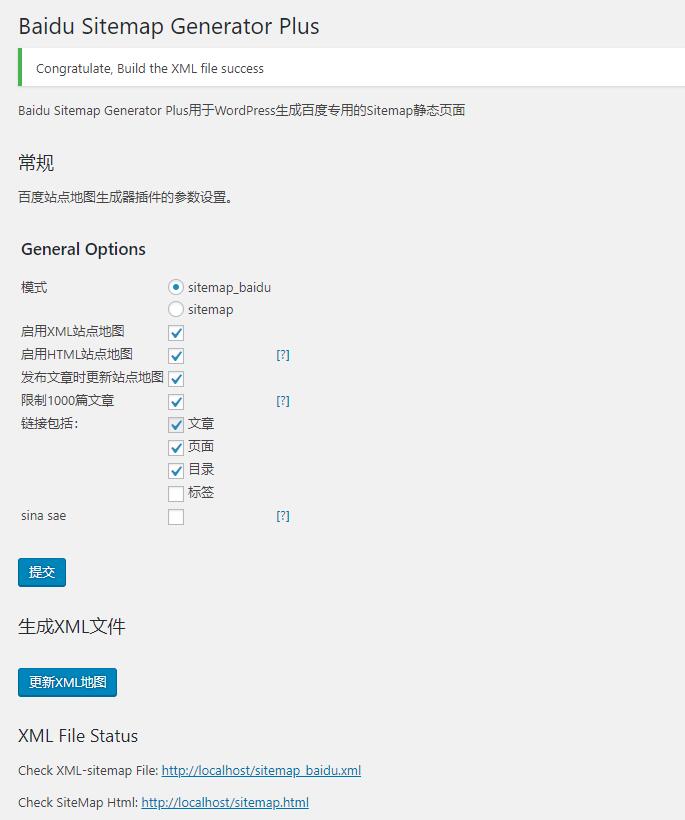 Baidu Sitemap Generator Plus
Congratulate, Build the XML file success
Baidu Sitemap Generator Plus用于WordPress生成百度专用的Sitemap静态页面
常规
百度站点地图生成器插件的参数设置。
General Options
模式 sitemap_baidu
sitemap
启用XML站点地图
启用HTML站点地图 [?]
发布文章时更新站点地图
限制1000篇文章 [?]
链接包括： 文章
页面
目录
标签
sina sae [?]
提交
生成XML文件
更新XML地图
XML File Status
Check XML-sitemap File: http://localhost/sitemap_baidu.xml
Check SiteMap Html: http://localhost/sitemap.html